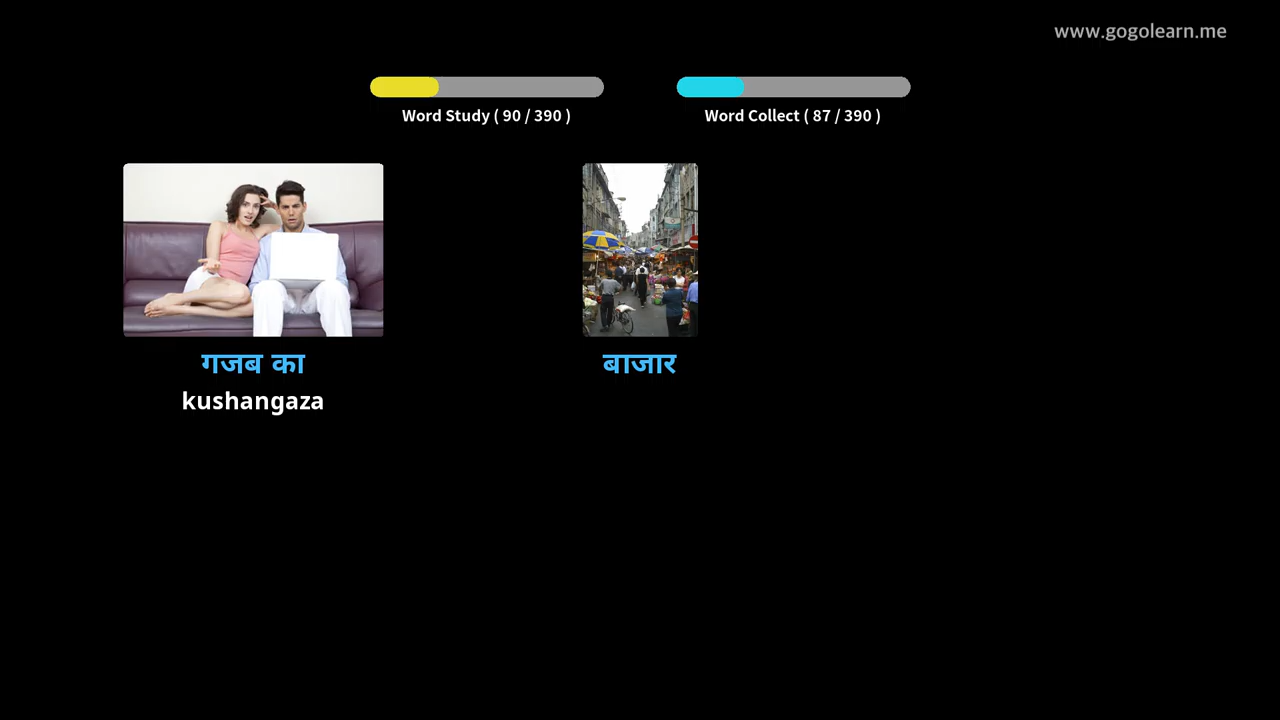 www.gogolearn.me
Word Study ( 90 / 390 )
Word Collect ( 87 / 390 )
गजब का
kushangaza
बाजार